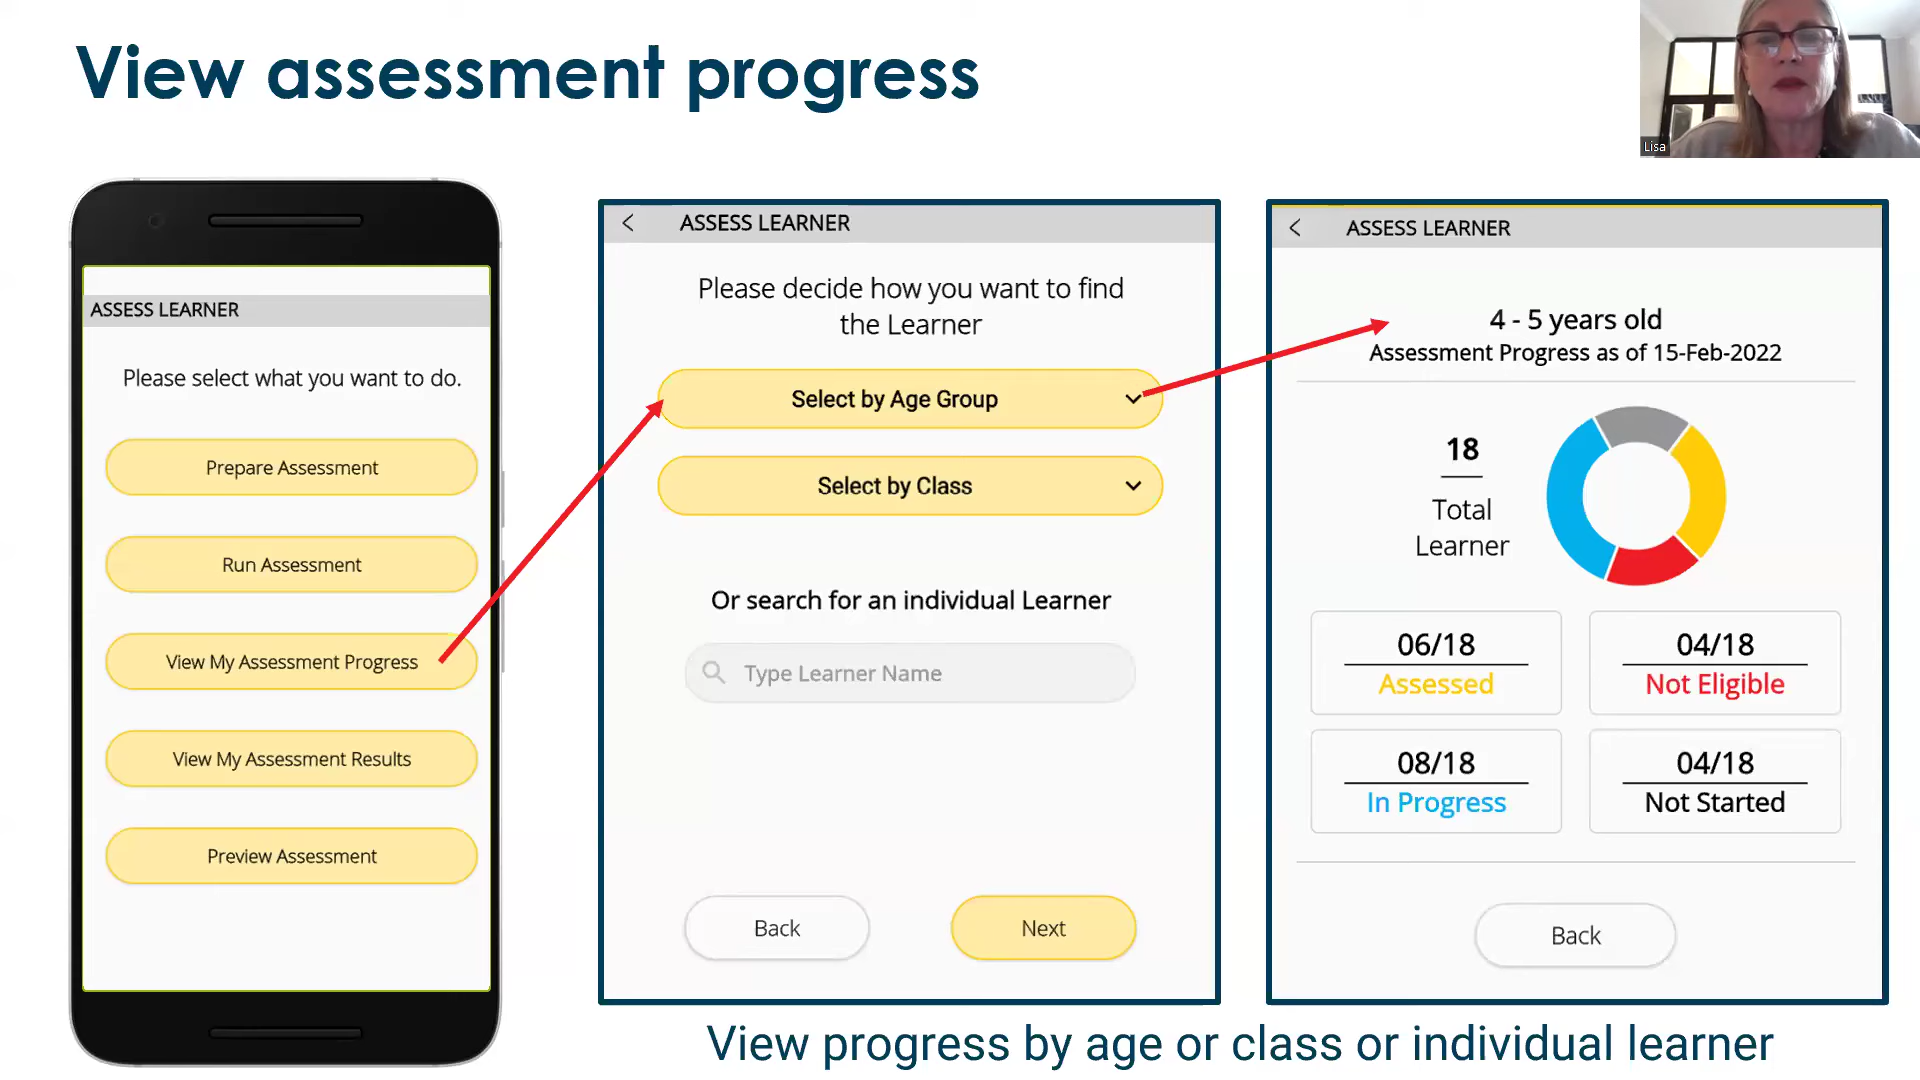 View assessment progress
Lisa
ASSESS LEARNER
Please select what you want to do.
Prepare Assessment
Run Assessment
View My Assessment Progress
View My Assessment Results
Preview Assessment
ASSESS LEARNER
Please decide how you want to find
the Learner
Select by Age Group
Select by Class
Or search for an individual Learner
Type Learner Name
Back
Next
ASSESS LEARNER
4 - 5 years old
Assessment Progress as of 15-Feb-2022
18
Total
Learner
06/18
Assessed
04/18
Not Eligible
08/18
In Progress
04/18
Not Started
Back
View progress by age or class or individual learner